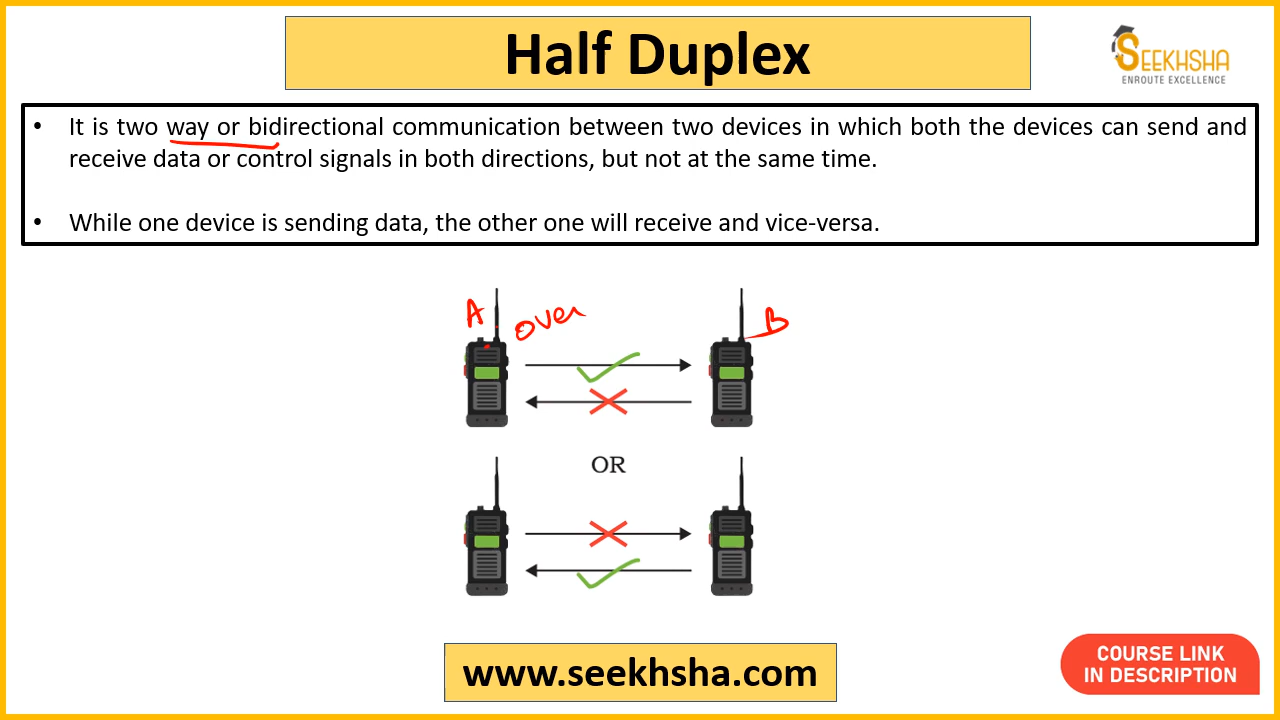 Half Duplex
SEEKHSHA
ENROUTE EXCELLENCE
• It is two way or bidirectional communication between two devices in which both the devices can send and
receive data or control signals in both directions, but not at the same time.
• While one device is sending data, the other one will receive and vice-versa.
A over B
OR
www.seekhsha.com
COURSE LINK
IN DESCRIPTION